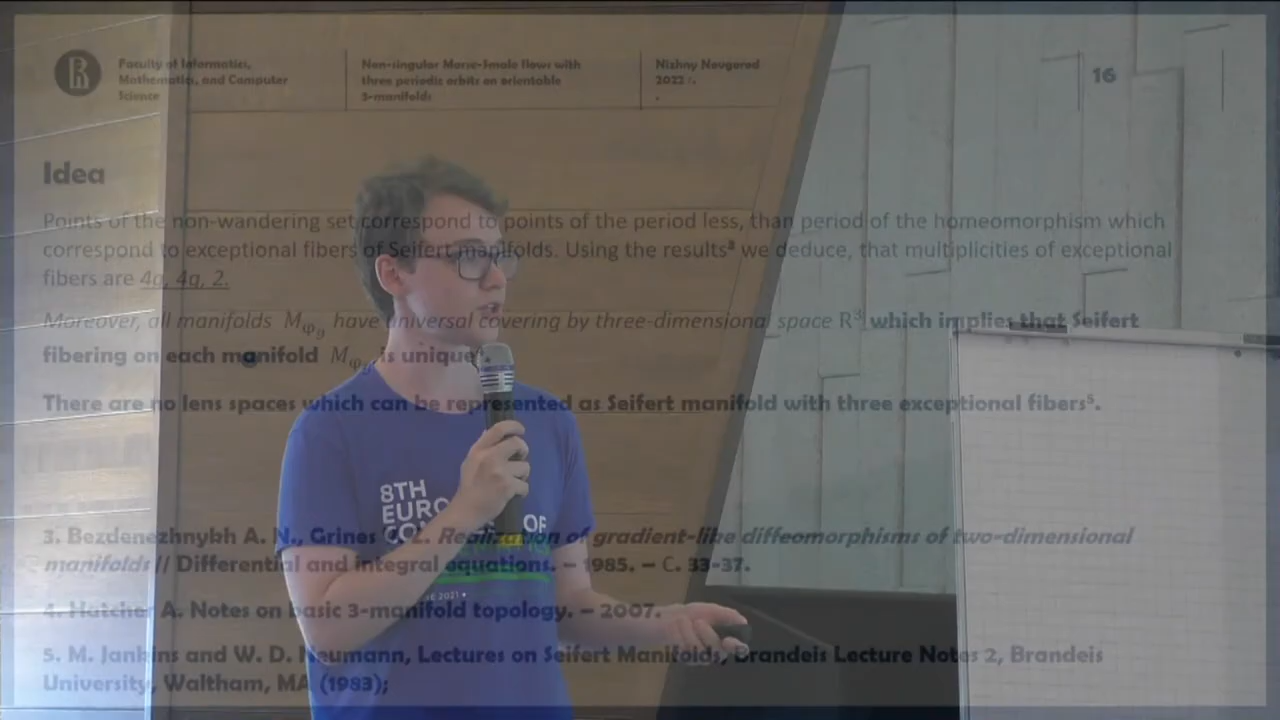 Faculty of Informatics,
Mathematics, and Computer
Science
Non-singular Morse-Smale flows with
three periodic orbits on orientable
3-manifolds
Nizhny Novgorod
2022 г.
.
16
Idea
Points of the non-wandering set correspond to points of the period less, than period of the homeomorphism which
correspond to exceptional fibers of Seifert manifolds. Using the results³ we deduce, that multiplicities of exceptional
fibers are 4g, 4g, 2.
Moreover, all manifolds M_φg have universal covering by three-dimensional space R³ which implies that Seifert
fibering on each manifold M_φg is unique⁴.
There are no lens spaces which can be represented as Seifert manifold with three exceptional fibers⁵.
8TH
EURO
OF
3. Bezdenezhnykh A. N., Grines Realization of gradient-like diffeomorphisms of two-dimensional
manifolds // Differential and integral equations. – 1985. – С. 33-37.
4. Hatcher A. Notes on basic 3-manifold topology. – 2007.
5. M. Jankins and W. D. Neumann, Lectures on Seifert Manifolds, Brandeis Lecture Notes 2, Brandeis
University, Waltham, MA (1983);
2021